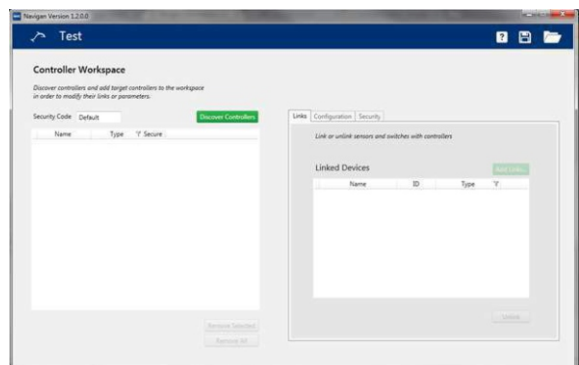 Navigan Version 1.2.0.0
Test
?
Controller Workspace
Discover controllers and add target controllers to the workspace
in order to modify their links or parameters.
Security Code Default Discover Controllers
Name Type Secure
Remove Selected
Remove All
Links Configuration Security
Link or unlink sensors and switches with controllers
Linked Devices Add Links...
Name ID Type
Unlink